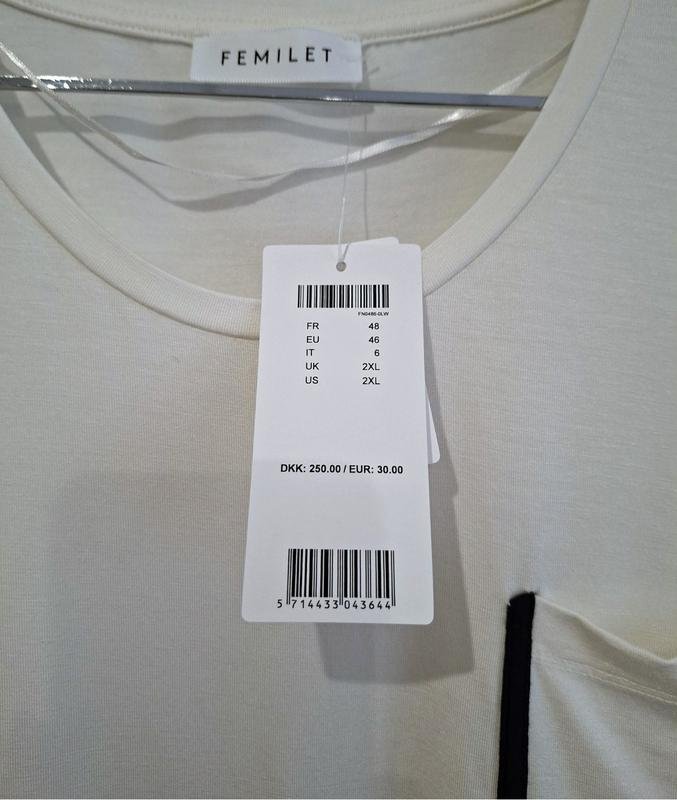 FEMILET
FN0486-0LW
FR 48
EU 46
IT 6
UK 2XL
US 2XL
DKK: 250.00 / EUR: 30.00
5 714433 043644